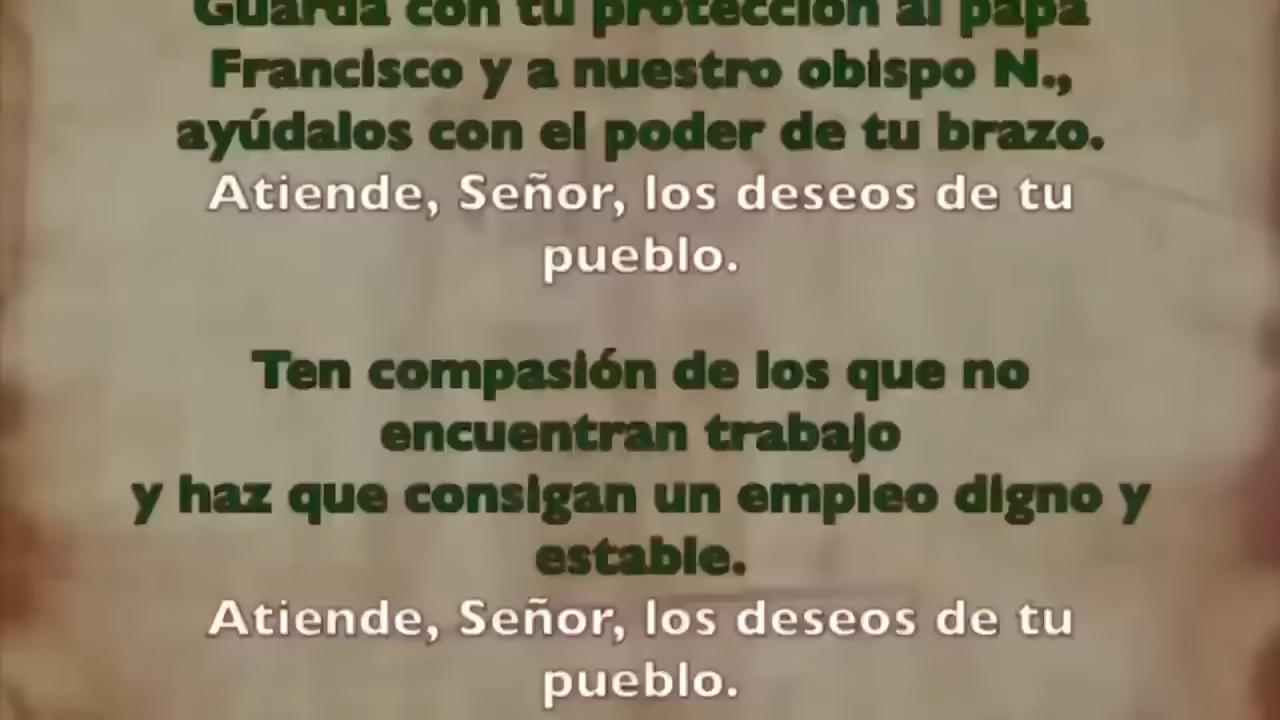 Guarda con tu protección al papa
Francisco y a nuestro obispo N.,
ayúdalos con el poder de tu brazo.
Atiende, Señor, los deseos de tu
pueblo.
Ten compasión de los que no
encuentran trabajo
y haz que consigan un empleo digno y
estable.
Atiende, Señor, los deseos de tu
pueblo.